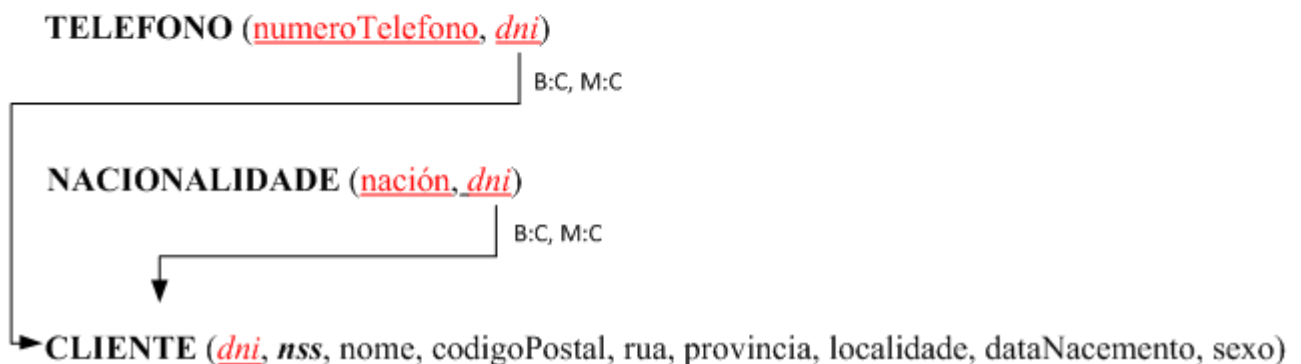 TELEFONO (numeroTelefono, dni)
B:C, M:C
NACIONALIDADE (nación, dni)
B:C, M:C
CLIENTE (dni, nss, nome, codigoPostal, rua, provincia, localidade, dataNacemento, sexo)